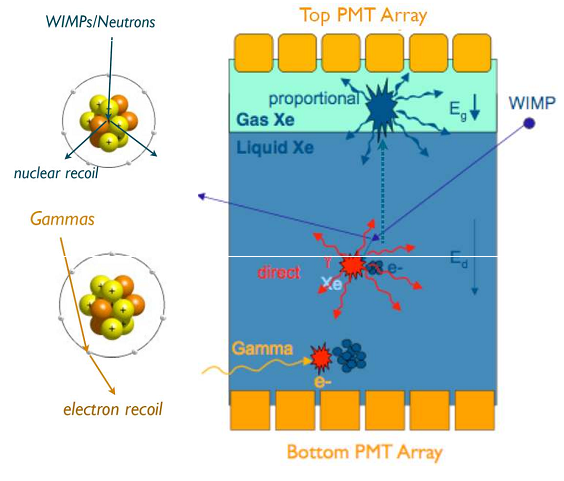 WIMPs/Neutrons
nuclear recoil
Gammas
+
+
+
+
+
+
+
+
electron recoil
Top PMT Array
proportional
Gas Xe
Eg
WIMP
Liquid Xe
Ed
direct
γ
Xe
e-
Gamma
e-
Bottom PMT Array